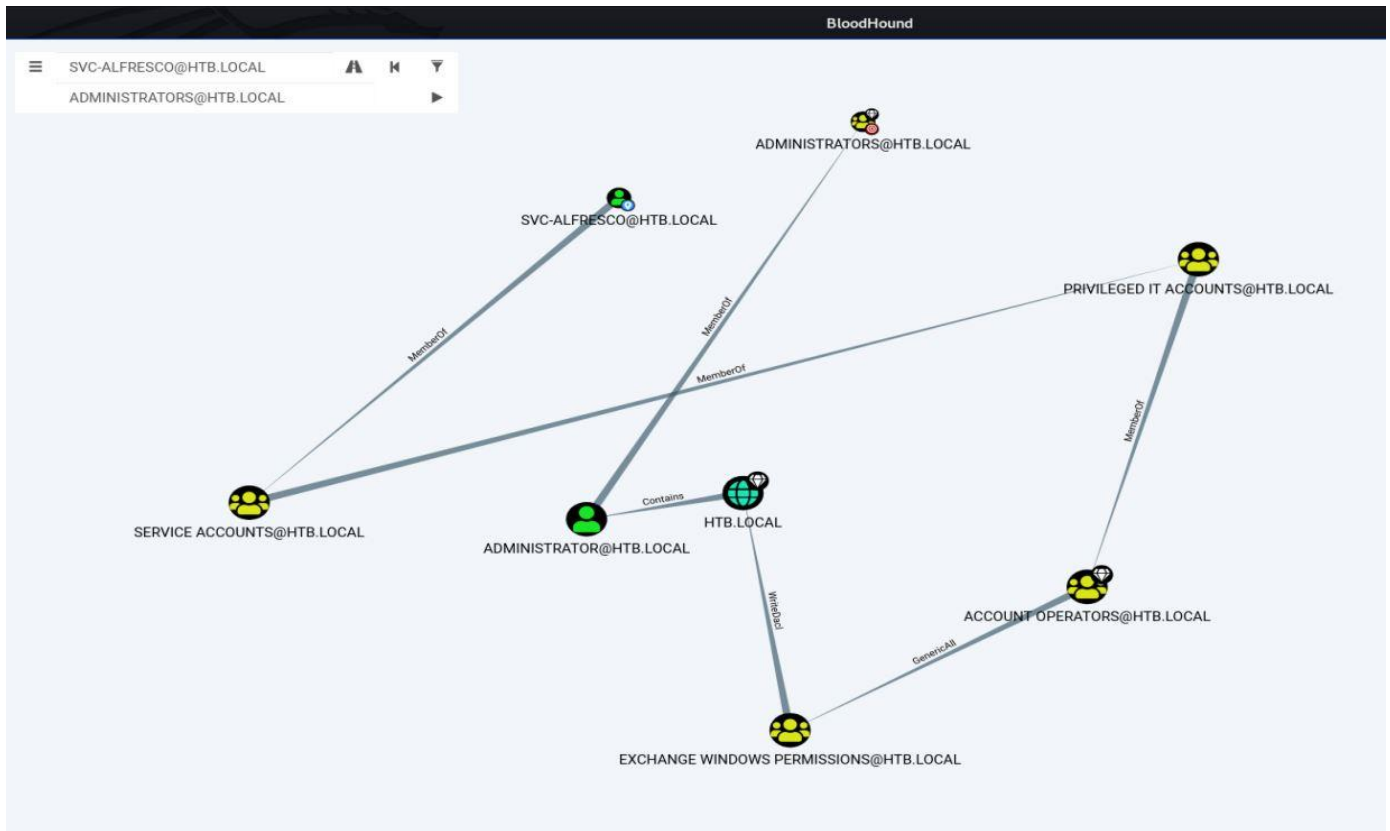 BloodHound
SVC-ALFRESCO@HTB.LOCAL
ADMINISTRATORS@HTB.LOCAL
ADMINISTRATORS@HTB.LOCAL
SVC-ALFRESCO@HTB.LOCAL
PRIVILEGED IT ACCOUNTS@HTB.LOCAL
MemberOf
MemberOf
MemberOf
MemberOf
SERVICE ACCOUNTS@HTB.LOCAL
Contains
HTB.LOCAL
ADMINISTRATOR@HTB.LOCAL
WriteDacl
ACCOUNT OPERATORS@HTB.LOCAL
GenericAll
EXCHANGE WINDOWS PERMISSIONS@HTB.LOCAL